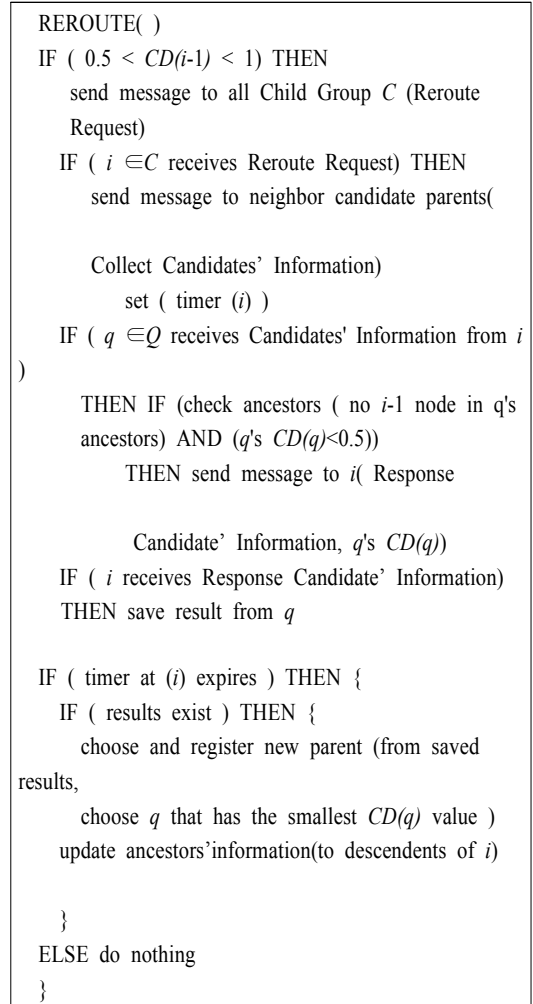 REROUTE( )
IF ( 0.5 < CD(i-1) < 1) THEN
send message to all Child Group C (Reroute
Request)
IF ( i ∈C receives Reroute Request) THEN
send message to neighbor candidate parents(
Collect Candidates' Information)
set ( timer (i) )
IF ( q ∈Q receives Candidates' Information from i
)
THEN IF (check ancestors ( no i-1 node in q's
ancestors) AND (q's CD(q)<0.5))
THEN send message to i( Response
Candidate' Information, q's CD(q))
IF ( i receives Response Candidate' Information)
THEN save result from q
IF ( timer at (i) expires ) THEN {
IF ( results exist ) THEN {
choose and register new parent (from saved
results,
choose q that has the smallest CD(q) value )
update ancestors'information(to descendents of i)
}
ELSE do nothing
}